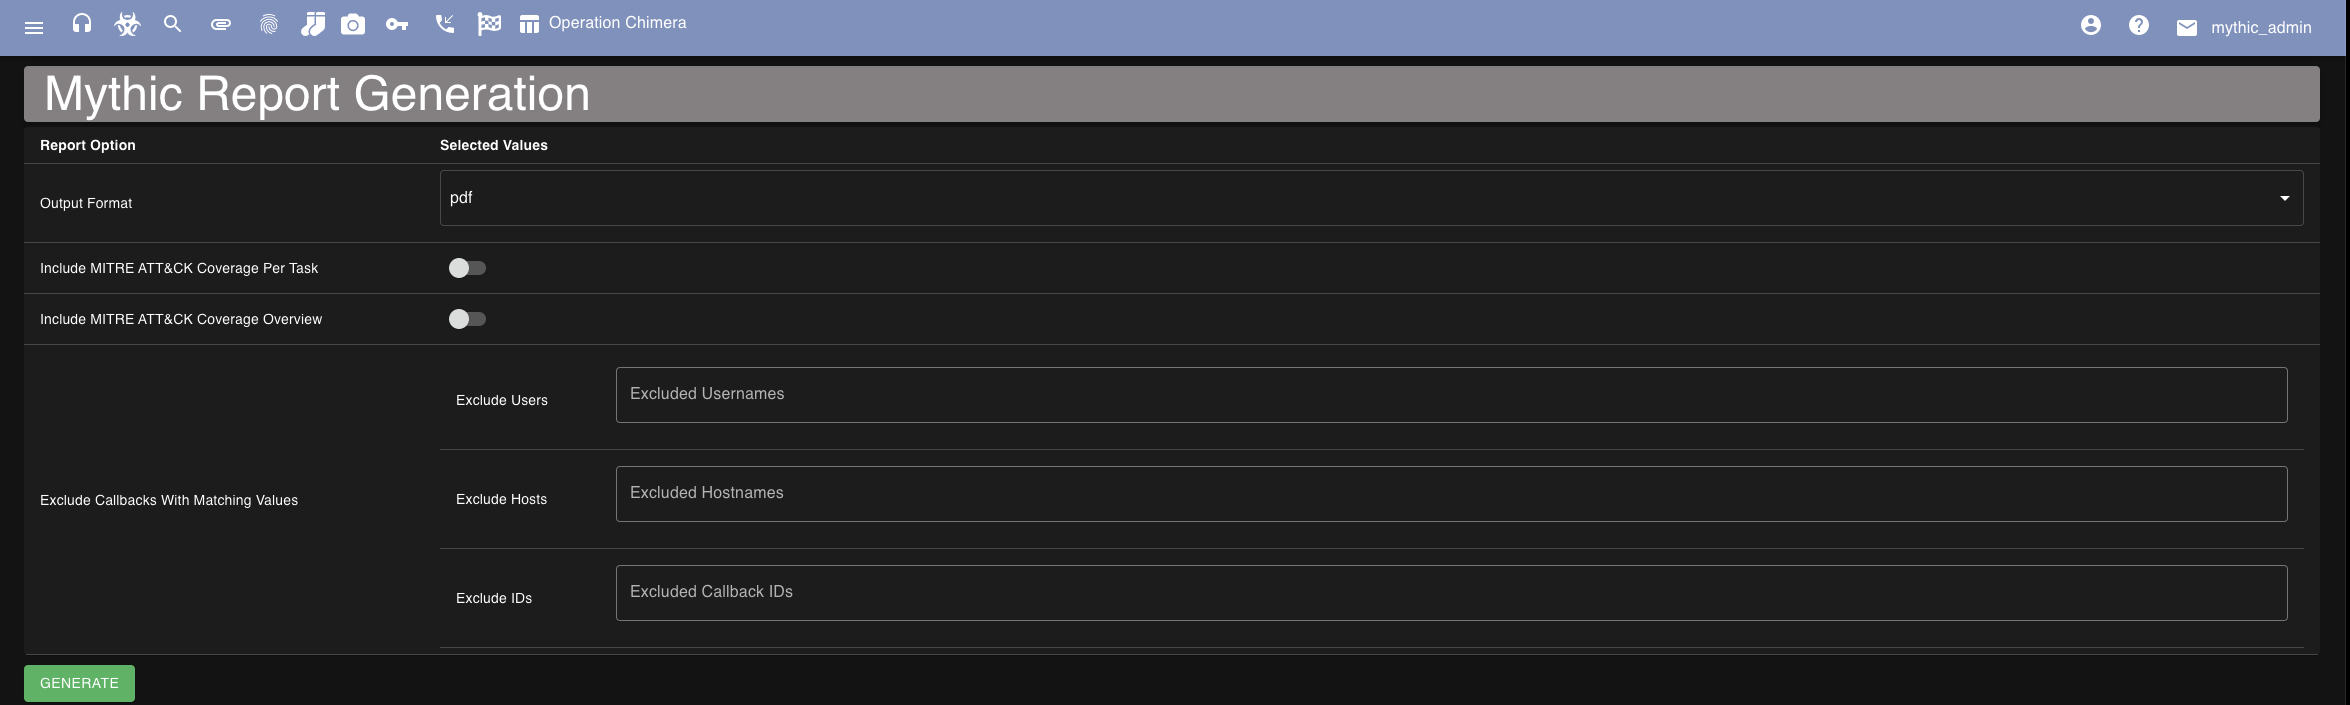 Operation Chimera
mythic_admin
Mythic Report Generation
Report Option
Selected Values
Output Format
pdf
Include MITRE ATT&CK Coverage Per Task
Include MITRE ATT&CK Coverage Overview
Exclude Callbacks With Matching Values
Exclude Users
Excluded Usernames
Exclude Hosts
Excluded Hostnames
Exclude IDs
Excluded Callback IDs
GENERATE